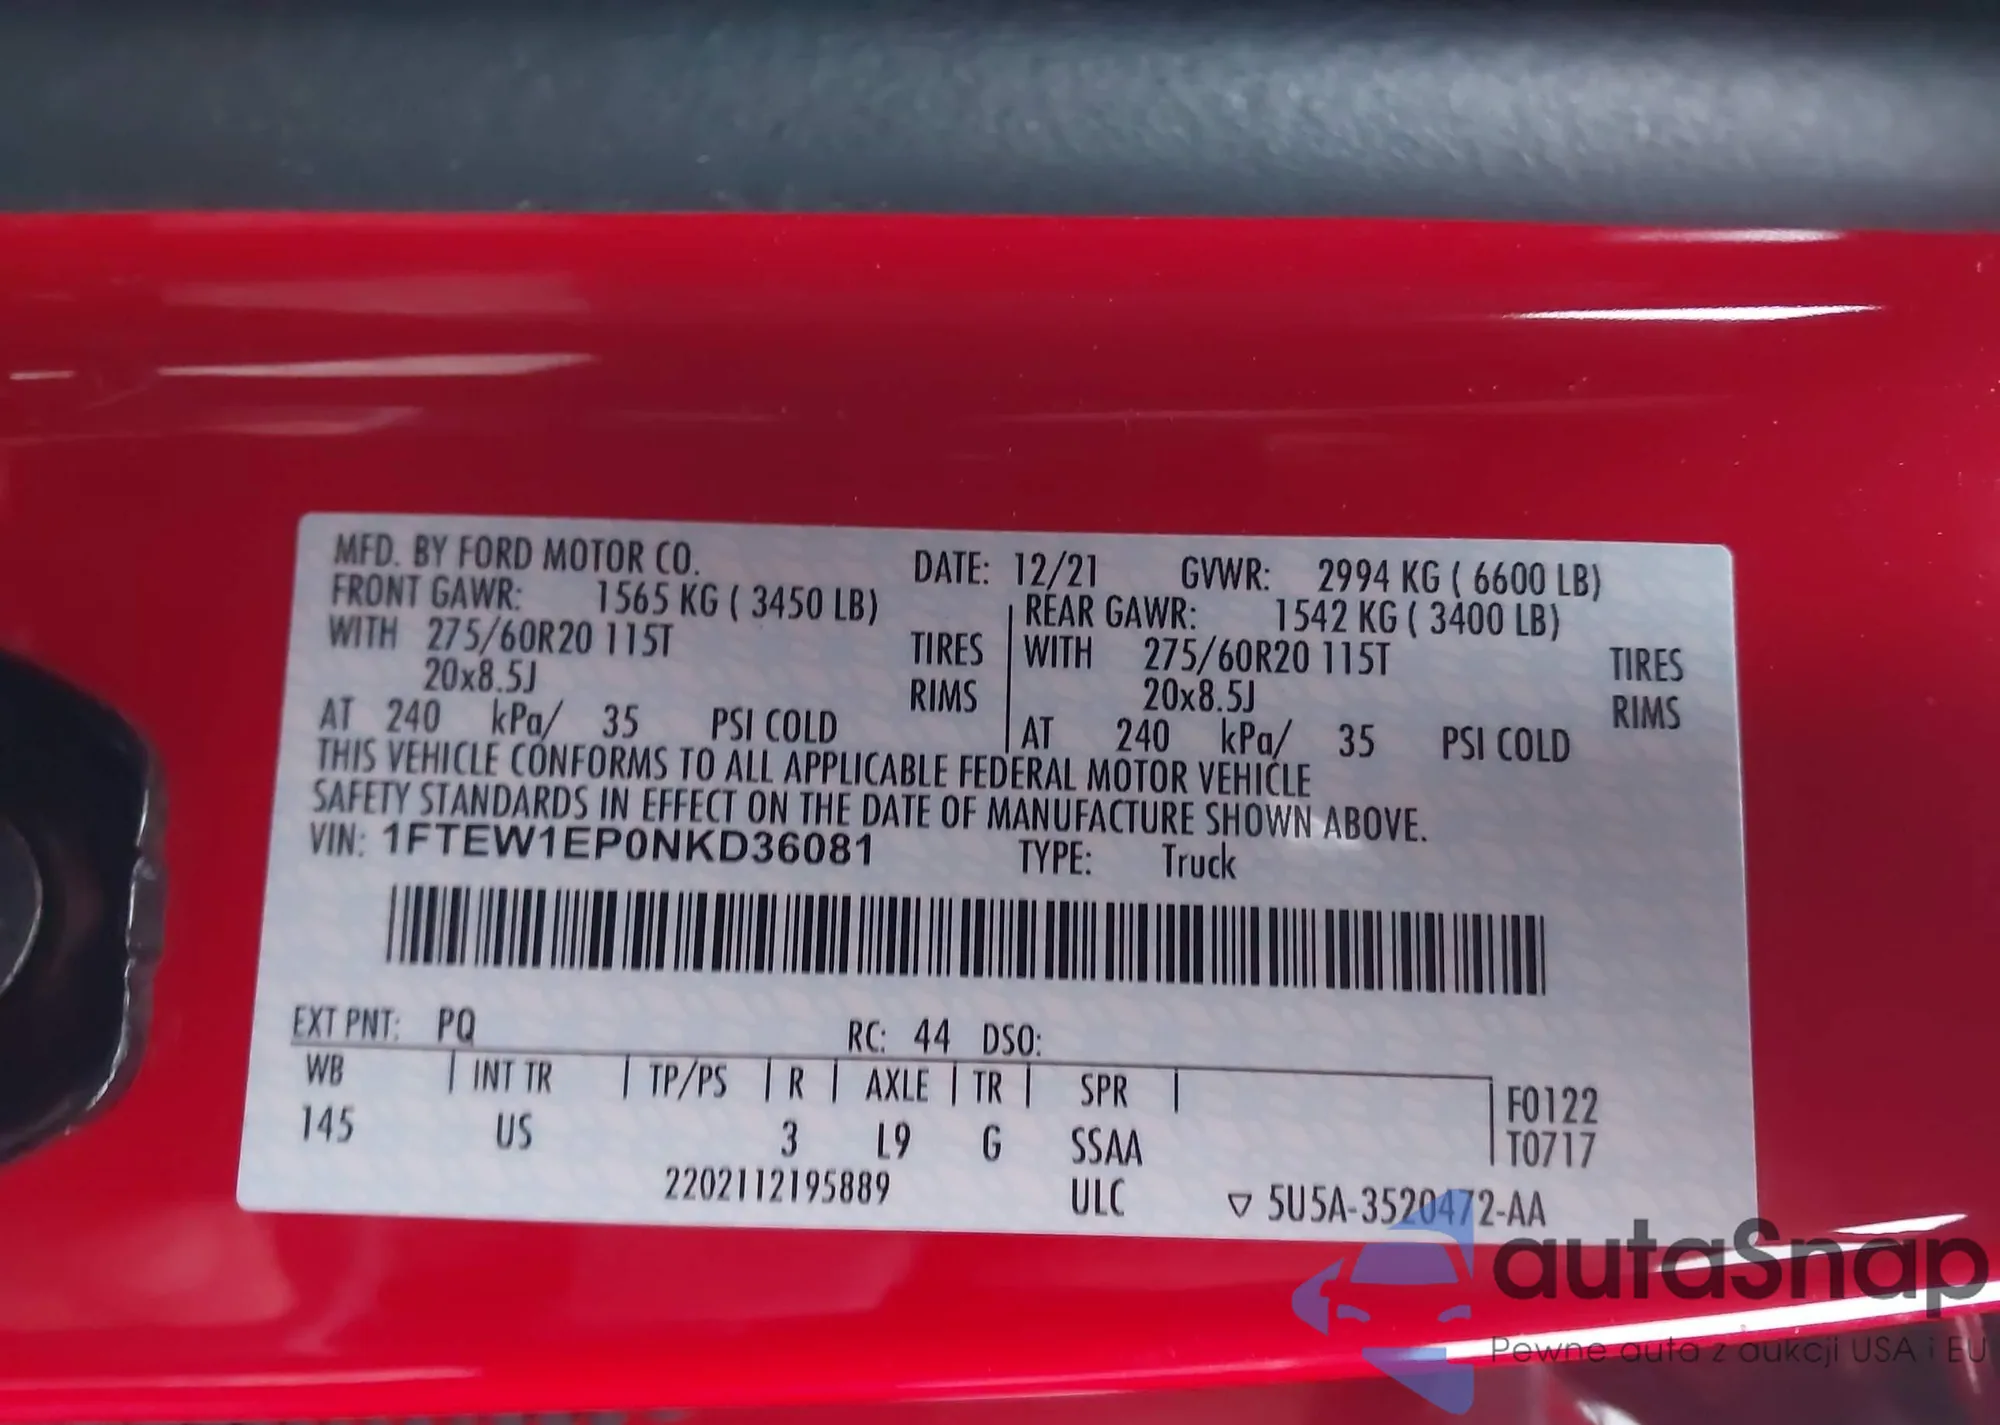 MFD. BY FORD MOTOR CO. DATE: 12/21 GVWR: 2994 KG ( 6600 LB)
FRONT GAWR: 1565 KG ( 3450 LB) REAR GAWR: 1542 KG ( 3400 LB)
WITH 275/60R20 115T TIRES WITH 275/60R20 115T TIRES
20x8.5J RIMS 20x8.5J RIMS
AT 240 kPa/ 35 PSI COLD AT 240 kPa/ 35 PSI COLD
THIS VEHICLE CONFORMS TO ALL APPLICABLE FEDERAL MOTOR VEHICLE
SAFETY STANDARDS IN EFFECT ON THE DATE OF MANUFACTURE SHOWN ABOVE.
VIN: 1FTEW1EP0NKD36081 TYPE: Truck
EXT PNT: PQ RC: 44 DSO:
WB INT TR TP/PS R AXLE TR SPR F0122
145 US 3 L9 G SSAA T0717
2202112195889 ULC ▽ 5U5A-3520472-AA
autaSnap
Pewne auta z aukcji USA i EU